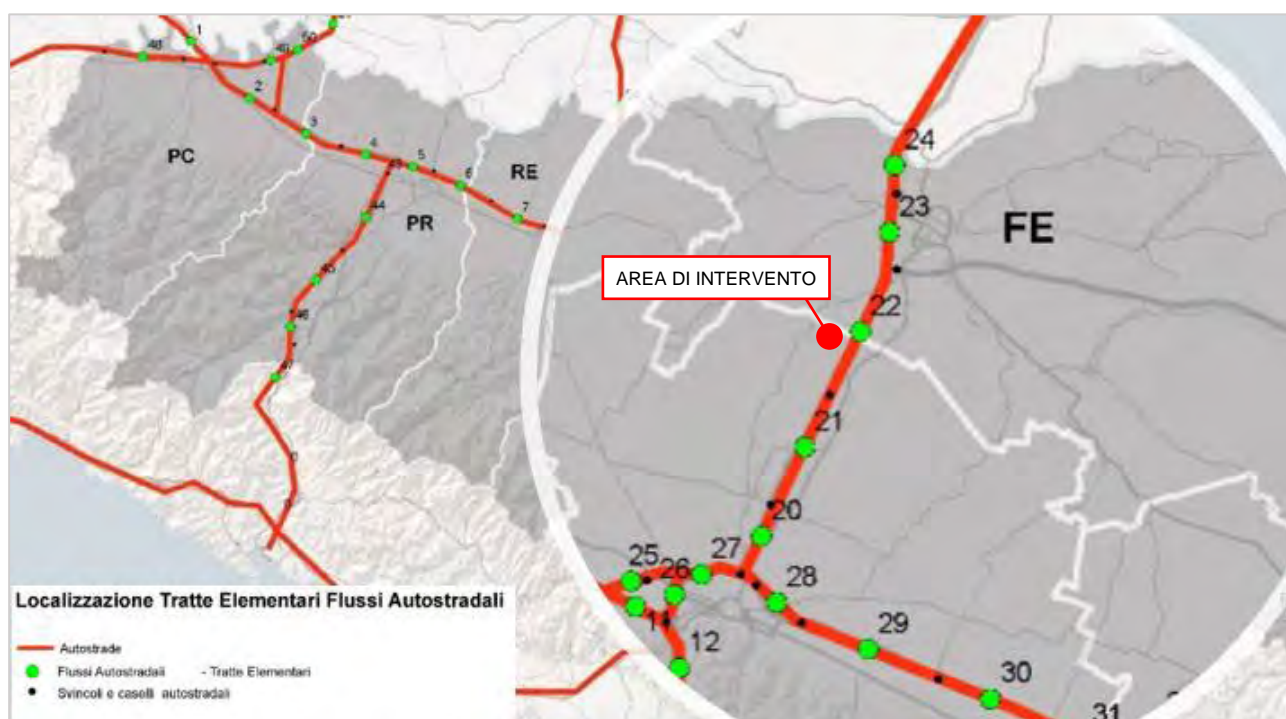 1
48
49
50
2
3
4
5
6
7
PC
RE
PR
44
45
46
24
23
FE
AREA DI INTERVENTO
22
21
20
25
26
27
28
12
29
30
31
Localizzazione Tratte Elementari Flussi Autostradali
Autostrade
Flussi Autostradali - Tratte Elementari
Svincoli e caselli autostradali